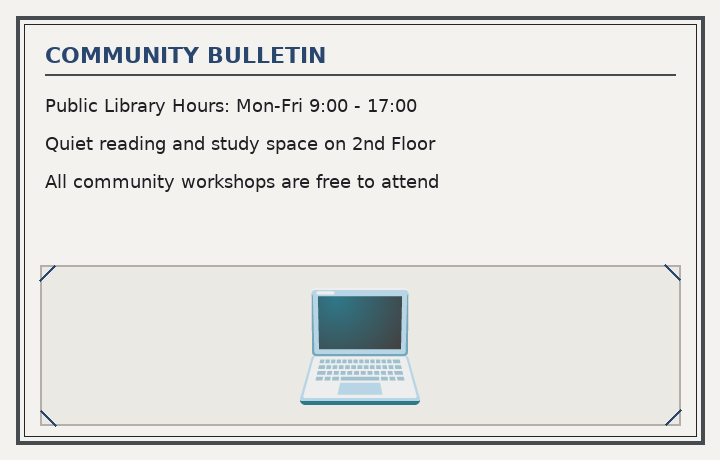 COMMUNITY BULLETIN
Public Library Hours: Mon-Fri 9:00 - 17:00
Quiet reading and study space on 2nd Floor
All community workshops are free to attend